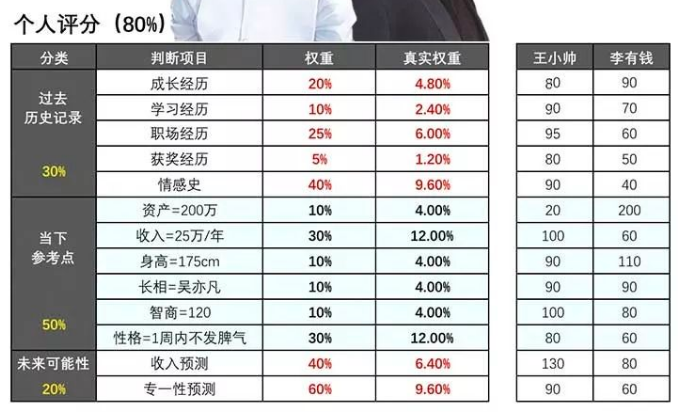 个人评分（80%）
分类 判断项目 权重 真实权重 王小帅 李有钱
过去
历史记录
30%
成长经历 20% 4.80% 80 90
学习经历 10% 2.40% 90 70
职场经历 25% 6.00% 95 60
获奖经历 5% 1.20% 80 50
情感史 40% 9.60% 90 40
当下
参考点
50%
资产=200万 10% 4.00% 20 200
收入=25万/年 30% 12.00% 100 60
身高=175cm 10% 4.00% 90 110
长相=吴亦凡 10% 4.00% 90 90
智商=120 10% 4.00% 100 80
性格=1周内不发脾气 30% 12.00% 80 60
未来可能性
20%
收入预测 40% 6.40% 130 80
专一性预测 60% 9.60% 90 60